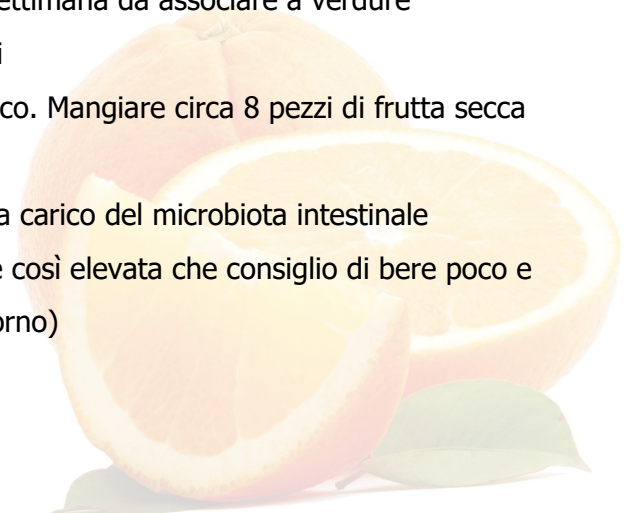 settimana da associare a verdure
i
co. Mangiare circa 8 pezzi di frutta secca
a carico del microbiota intestinale
e così elevata che consiglio di bere poco e
orno)